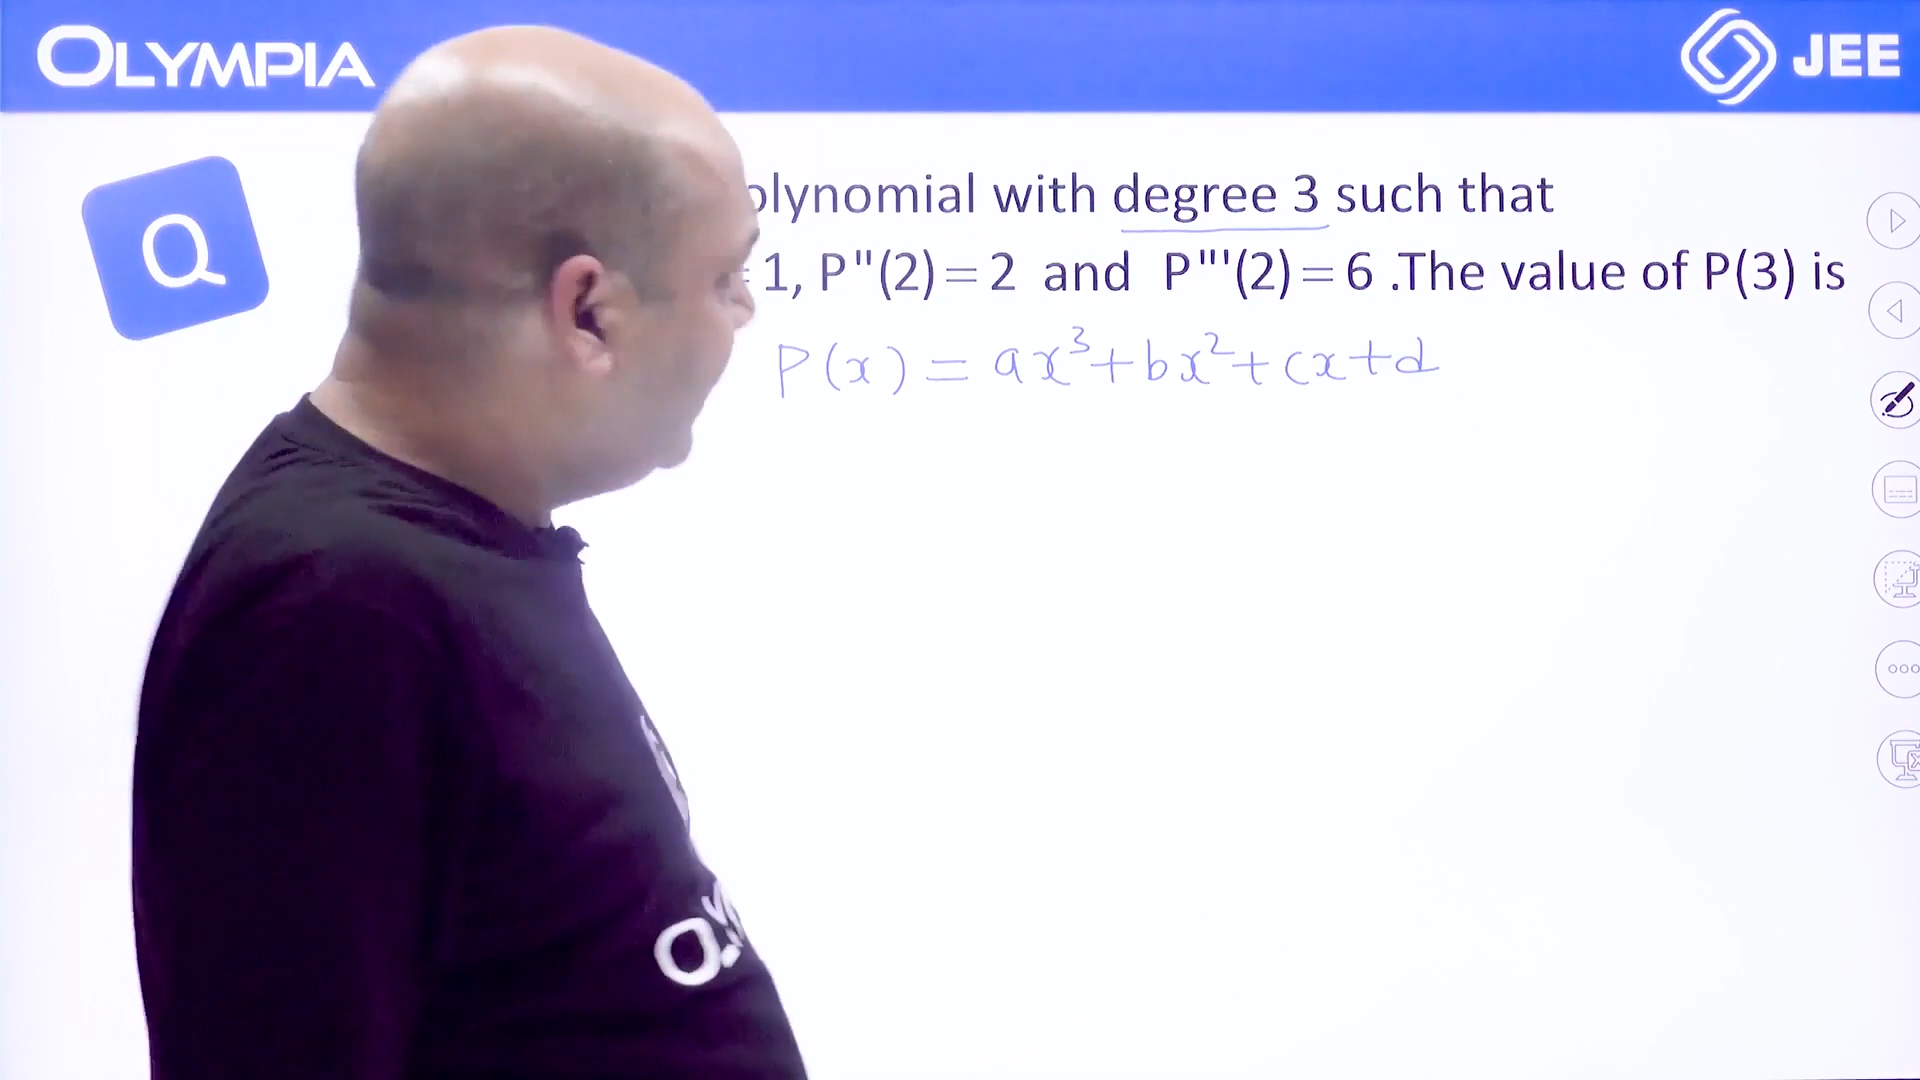 OLYMPIA
JEE
Q
olynomial with degree 3 such that
= 1, P''(2) = 2 and P'''(2) = 6 .The value of P(3) is
P(x) = ax³+bx²+cx+d